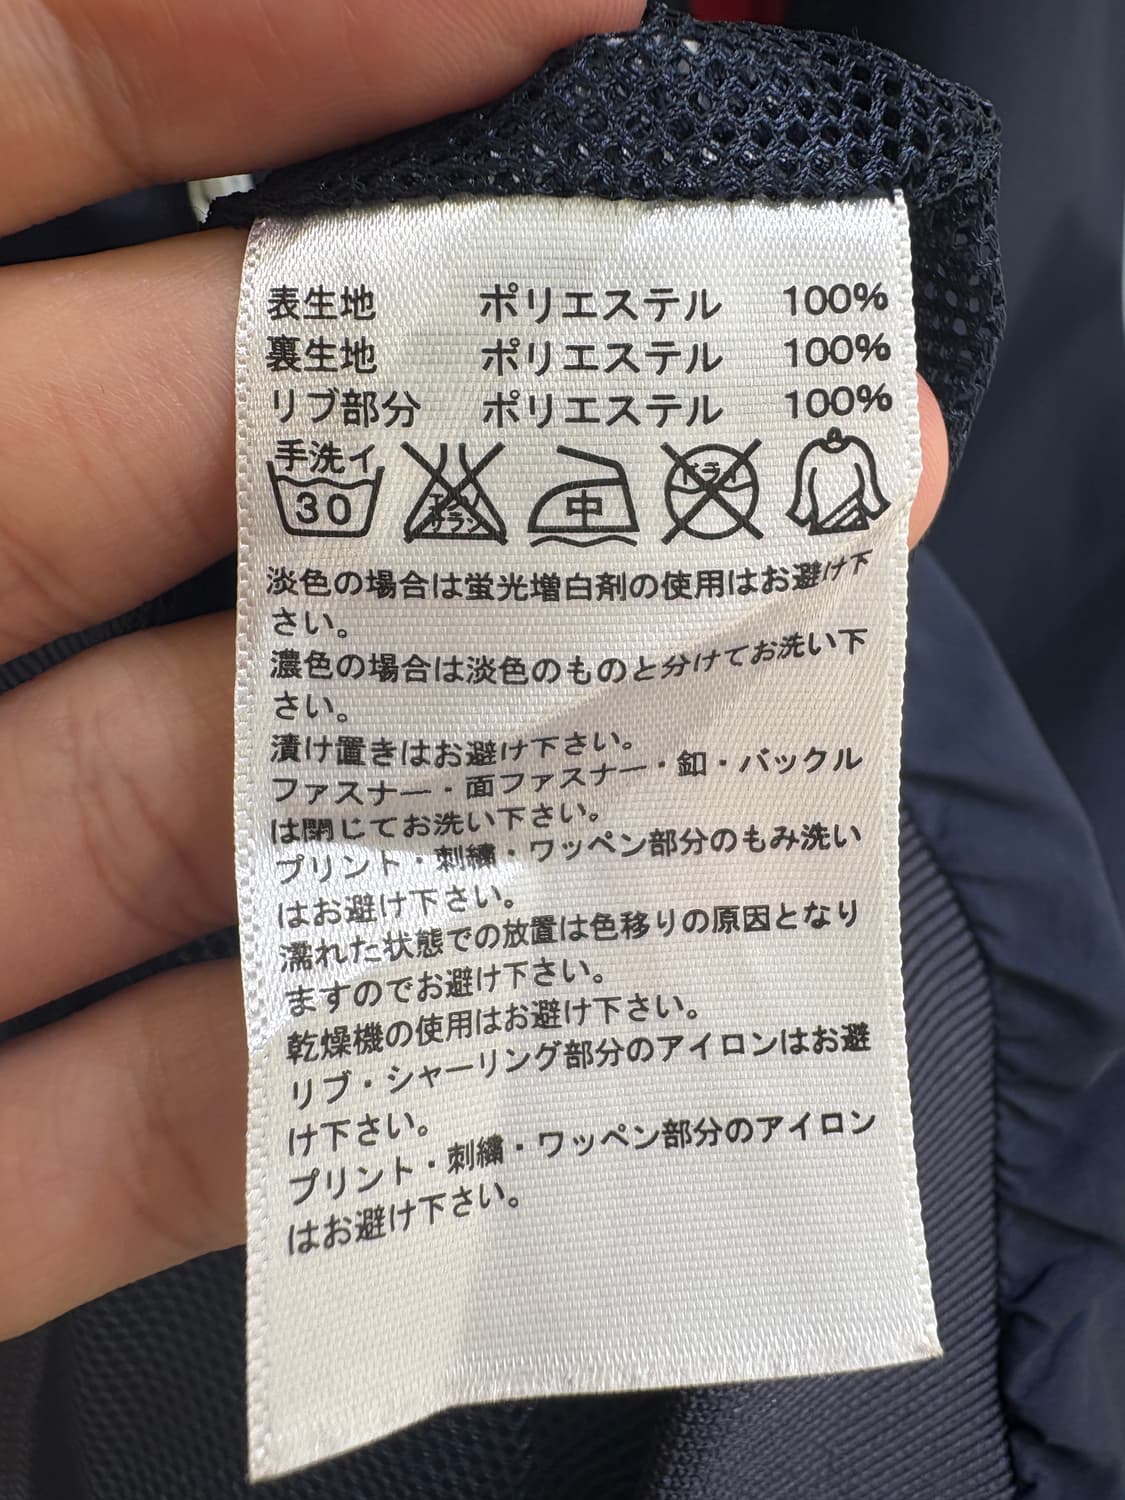 表生地 ポリエステル 100%
裏生地 ポリエステル 100%
リブ部分 ポリエステル 100%
手洗イ 30 エンソサラシ 中 ドライ
淡色の場合は蛍光増白剤の使用はお避け下
さい。
濃色の場合は淡色のものと分けてお洗い下
さい。
漬け置きはお避け下さい。
ファスナー・面ファスナー・釦・バックル
は閉じてお洗い下さい。
プリント・刺繍・ワッペン部分のもみ洗い
はお避け下さい。
濡れた状態での放置は色移りの原因となり
ますのでお避け下さい。
乾燥機の使用はお避け下さい。
リブ・シャーリング部分のアイロンはお避
け下さい。
プリント・刺繍・ワッペン部分のアイロン
はお避け下さい。